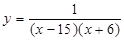 y = 1/((x−15)(x+6))